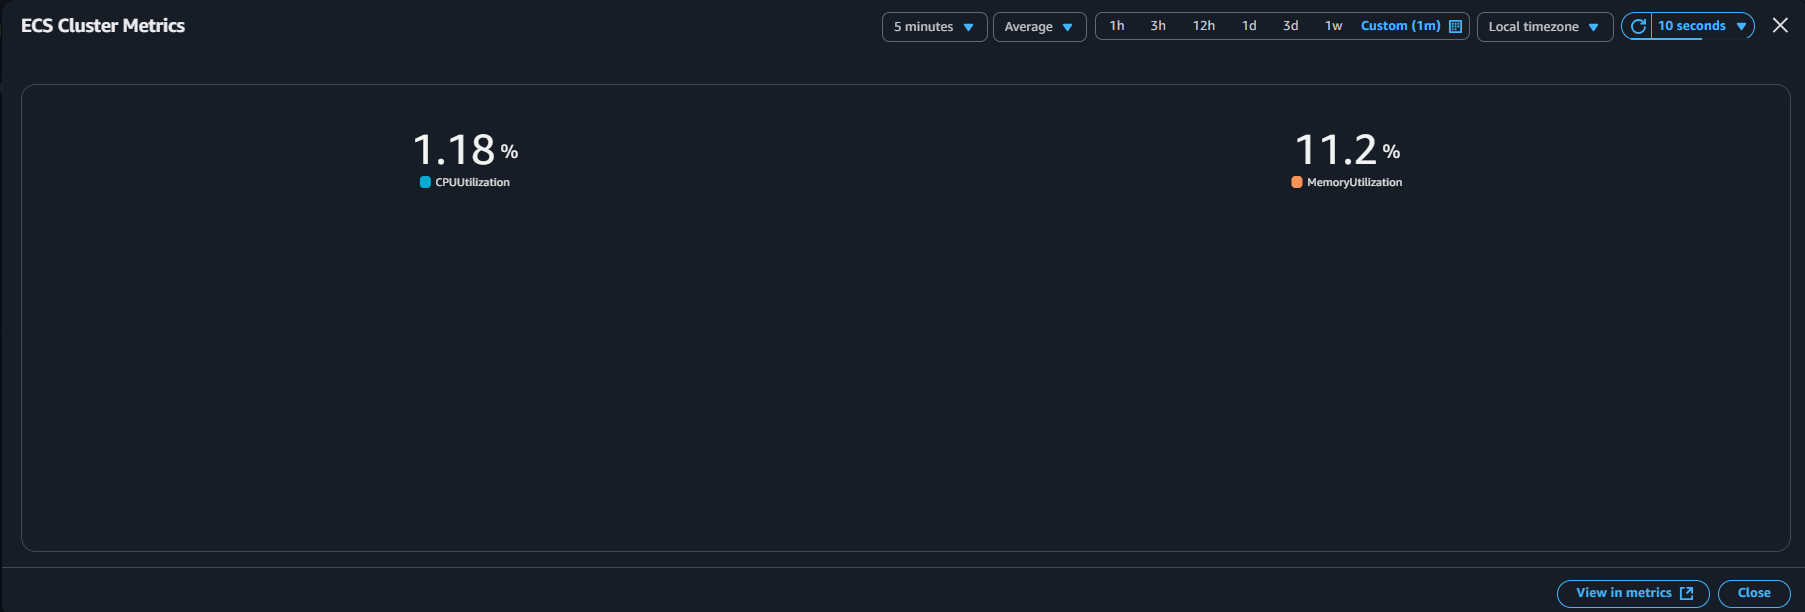 ECS Cluster Metrics
5 minutes
Average
1h 3h 12h 1d 3d 1w Custom (1m)
Local timezone
10 seconds
1.18 %
CPUUtilization
11.2 %
MemoryUtilization
View in metrics
Close